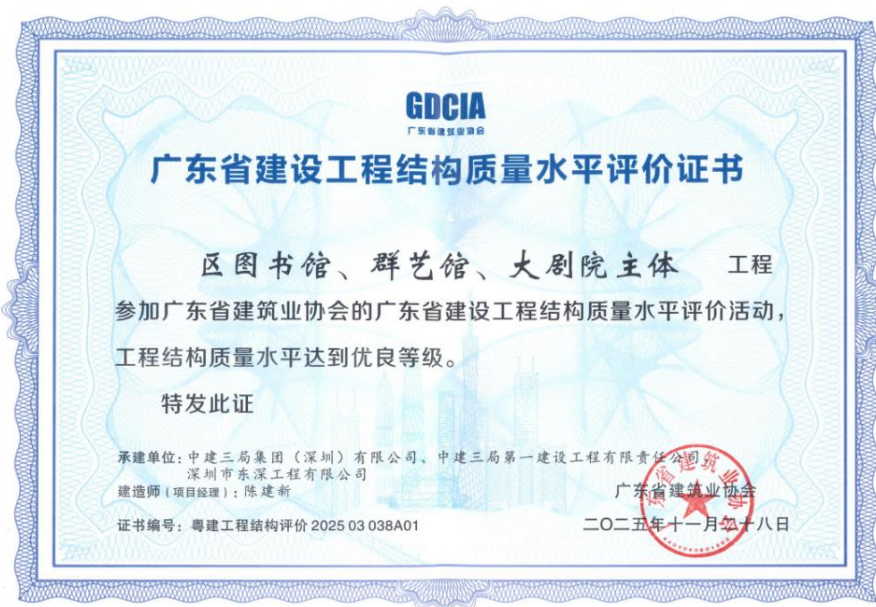 GDCIA
广东省建筑业协会
广东省建设工程结构质量水平评价证书
区图书馆、群艺馆、大剧院主体 工程
参加广东省建筑业协会的广东省建设工程结构质量水平评价活动，
工程结构质量水平达到优良等级。
特发此证
承建单位：中建三局集团（深圳）有限公司、中建三局第一建设工程有限责任公司
深圳市东深工程有限公司
建造师（项目经理）：陈建新
广东省建筑业协会
证书编号：粤建工程结构评价 2025 03 038A01
二〇二五年十一月二十八日
广东省建筑业协会